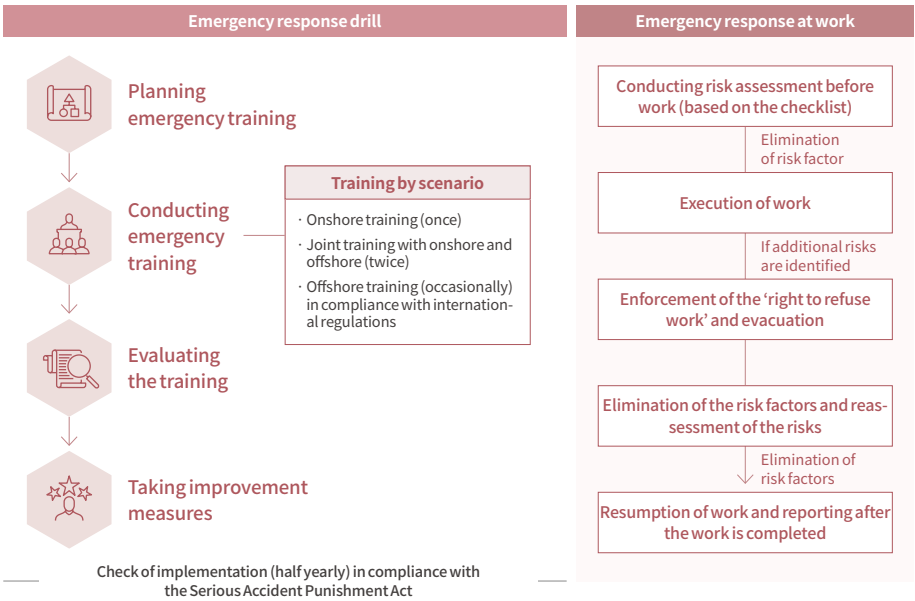 Emergency response drill
Planning
emergency training
Conducting
emergency
training
Training by scenario
· Onshore training (once)
· Joint training with onshore and
offshore (twice)
· Offshore training (occasionally)
in compliance with internation-
al regulations
Evaluating
the training
Taking improvement
measures
Check of implementation (half yearly) in compliance with
the Serious Accident Punishment Act
Emergency response at work
Conducting risk assessment before
work (based on the checklist)
Elimination
of risk factor
Execution of work
If additional risks
are identified
Enforcement of the ‘right to refuse
work’ and evacuation
Elimination of the risk factors and reas-
sessment of the risks
Elimination of
risk factors
Resumption of work and reporting after
the work is completed